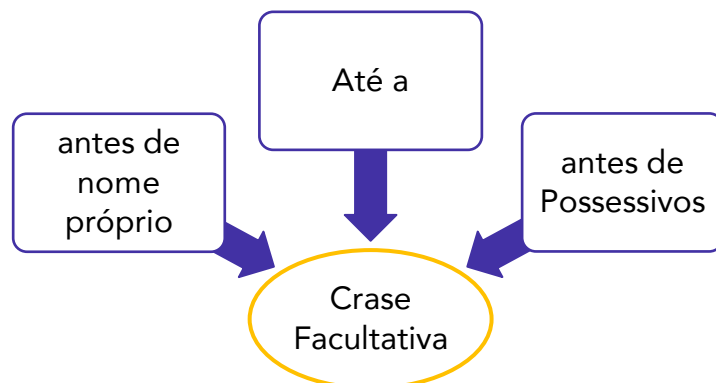 Até a
antes de
nome
próprio
antes de
Possessivos
Crase
Facultativa